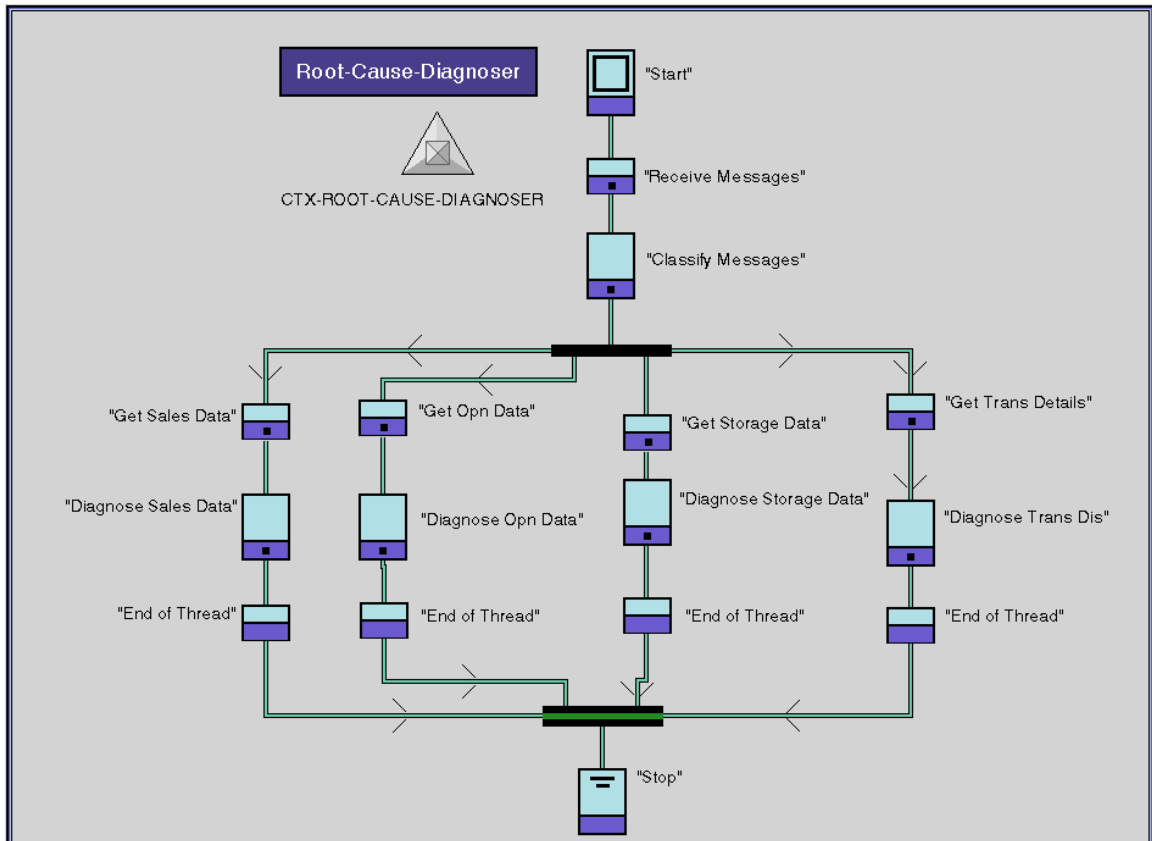 Root-Cause-Diagnoser
"Start"
CTX-ROOT-CAUSE-DIAGNOSER
"Receive Messages"
"Classify Messages"
"Get Sales Data"
"Get Opn Data"
"Get Storage Data"
"Get Trans Details"
"Diagnose Sales Data"
"Diagnose Opn Data"
"Diagnose Storage Data"
"Diagnose Trans Dis"
"End of Thread"
"End of Thread"
"End of Thread"
"End of Thread"
"Stop"